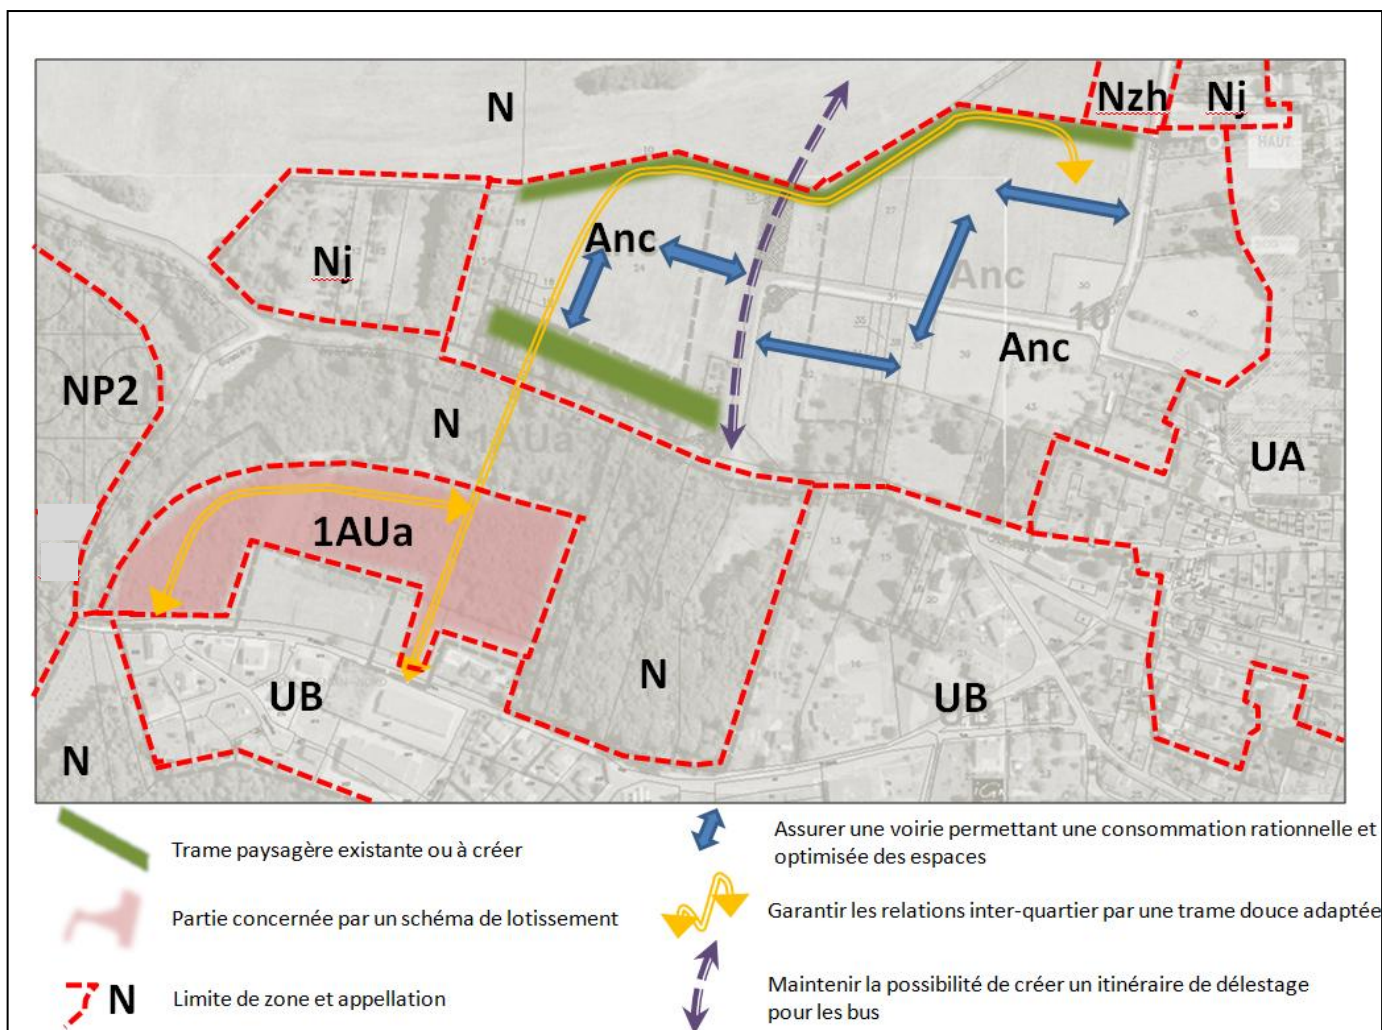 N
Nzh
Nj
HAUT
Anc
Nj
Anc
10
Anc
NP2
N
1AU
UA
1AUa
N
N
UB
UB
N
Trame paysagère existante ou à créer
Assurer une voirie permettant une consommation rationnelle et
optimisée des espaces
Partie concernée par un schéma de lotissement
Garantir les relations inter-quartier par une trame douce adaptée
N
Limite de zone et appellation
Maintenir la possibilité de créer un itinéraire de délestage
pour les bus